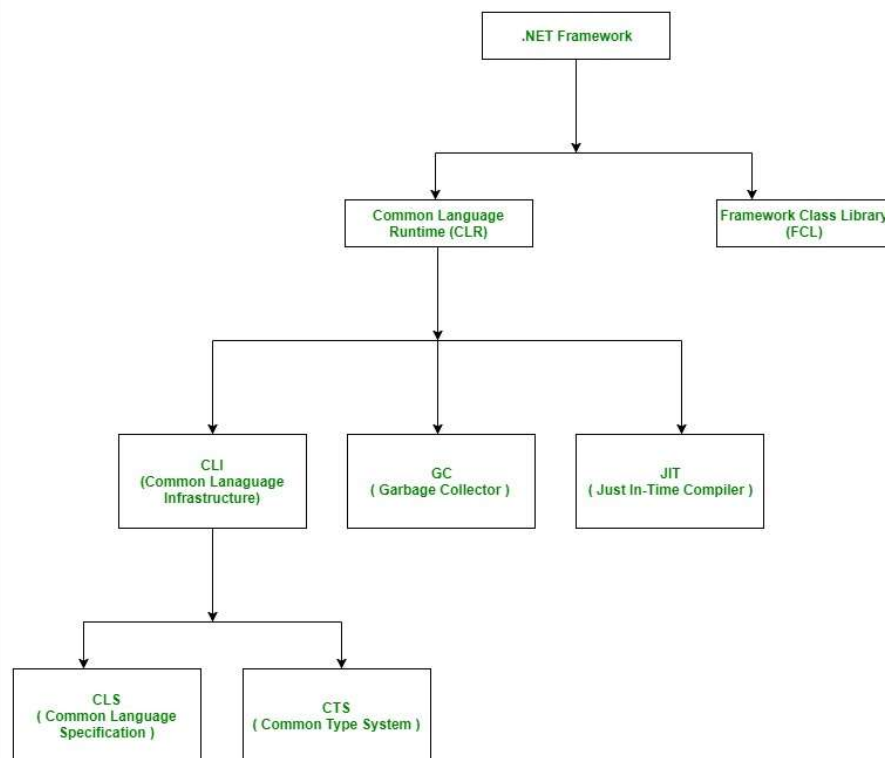 .NET Framework
Common Language
Runtime (CLR)
Framework Class Library
(FCL)
CLI
(Common Lanaguage
Infrastructure)
GC
( Garbage Collector )
JIT
( Just In-Time Compiler )
CLS
( Common Language
Specification )
CTS
( Common Type System )